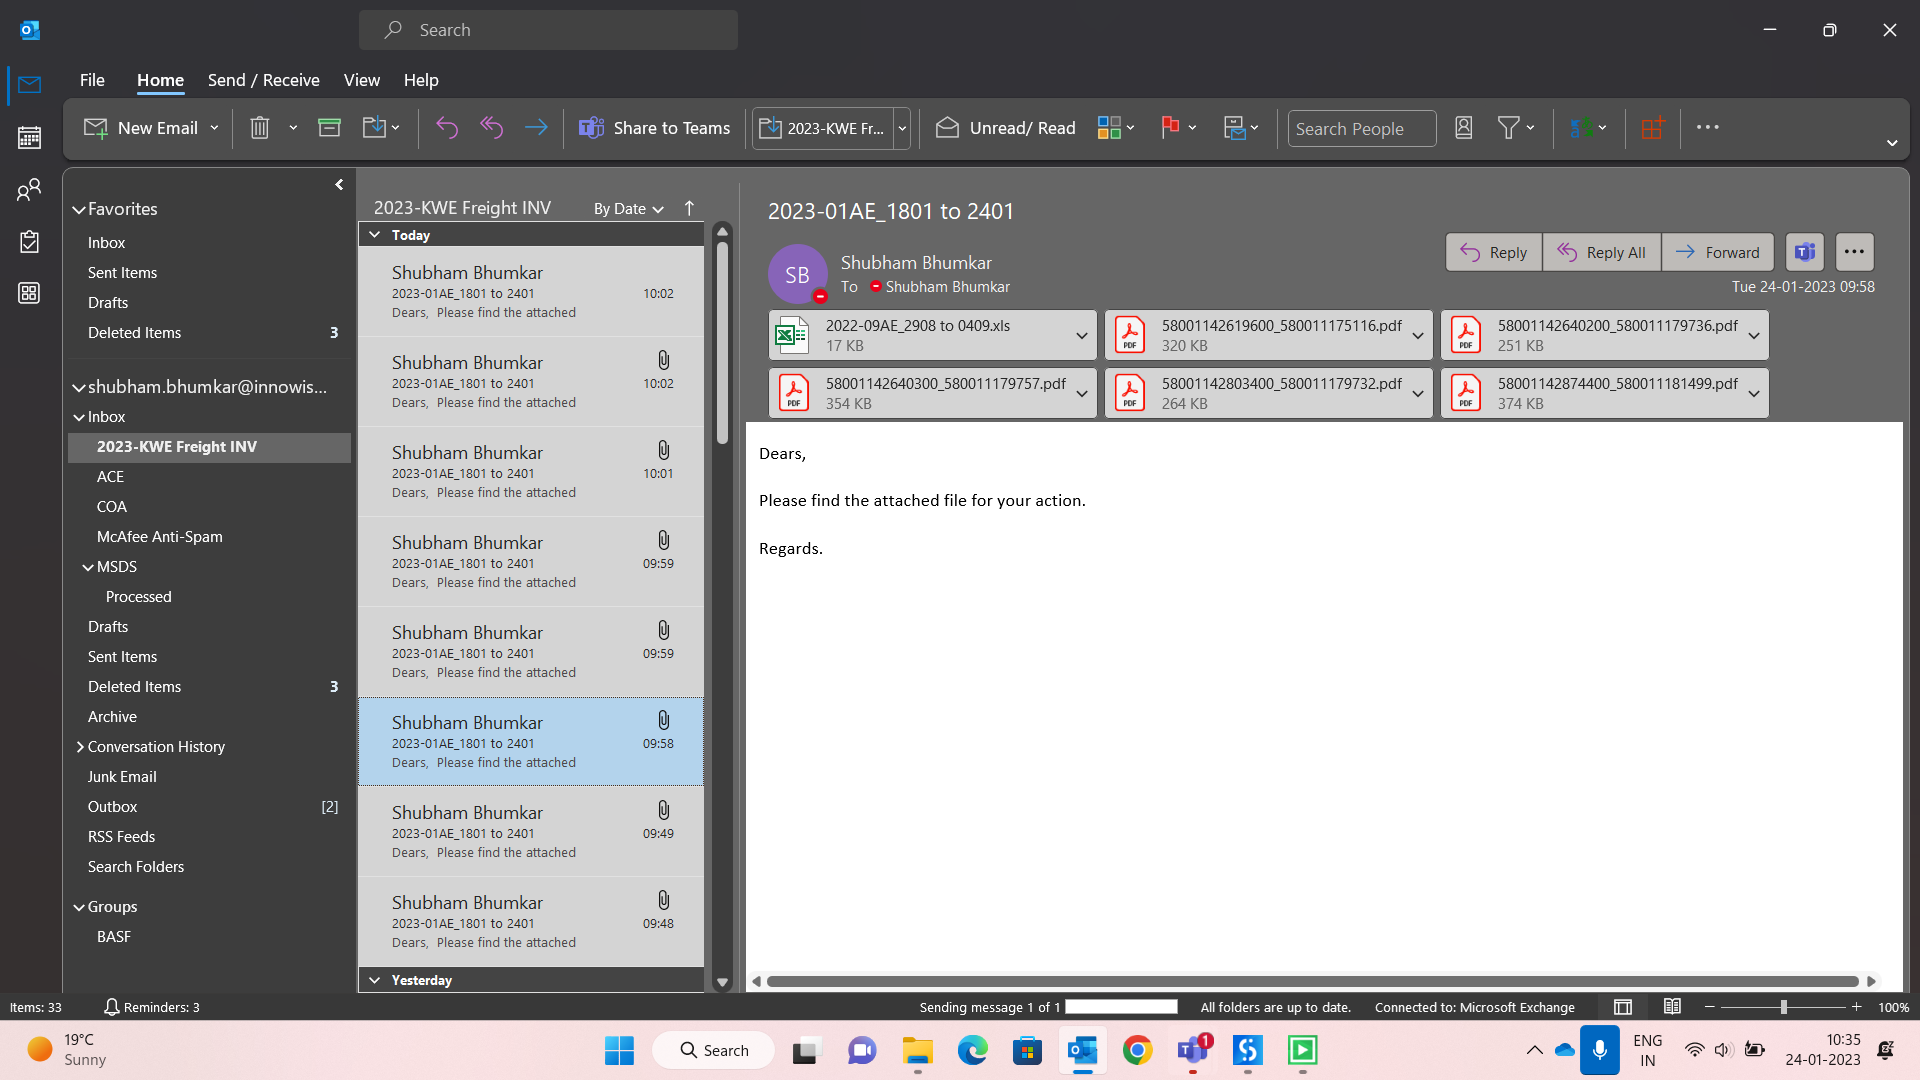 Search
File Home Send / Receive View Help
New Email Share to Teams 2023-KWE Fr... Unread/ Read Search People
Favorites
Inbox
Sent Items
Drafts
Deleted Items 3
shubham.bhumkar@innowis...
Inbox
2023-KWE Freight INV
ACE
COA
McAfee Anti-Spam
MSDS
Processed
Drafts
Sent Items
Deleted Items 3
Archive
Conversation History
Junk Email
Outbox [2]
RSS Feeds
Search Folders
Groups
BASF
2023-KWE Freight INV By Date
Today
Shubham Bhumkar
2023-01AE_1801 to 2401 10:02
Dears, Please find the attached
Shubham Bhumkar
2023-01AE_1801 to 2401 10:02
Dears, Please find the attached
Shubham Bhumkar
2023-01AE_1801 to 2401 10:01
Dears, Please find the attached
Shubham Bhumkar
2023-01AE_1801 to 2401 09:59
Dears, Please find the attached
Shubham Bhumkar
2023-01AE_1801 to 2401 09:59
Dears, Please find the attached
Shubham Bhumkar
2023-01AE_1801 to 2401 09:58
Dears, Please find the attached
Shubham Bhumkar
2023-01AE_1801 to 2401 09:49
Dears, Please find the attached
Shubham Bhumkar
2023-01AE_1801 to 2401 09:48
Dears, Please find the attached
Yesterday
2023-01AE_1801 to 2401
SB
Shubham Bhumkar
To Shubham Bhumkar
Reply Reply All Forward
Tue 24-01-2023 09:58
2022-09AE_2908 to 0409.xls
17 KB
58001142619600_580011175116.pdf
320 KB
58001142640200_580011179736.pdf
251 KB
58001142640300_580011179757.pdf
354 KB
58001142803400_580011179732.pdf
264 KB
58001142874400_580011181499.pdf
374 KB
PDF
PDF
PDF
PDF
PDF
Dears,
Please find the attached file for your action.
Regards.
Items: 33 Reminders: 3 Sending message 1 of 1 All folders are up to date. Connected to: Microsoft Exchange 100%
19°C
Sunny
Search
1
ENG
IN
10:35
24-01-2023